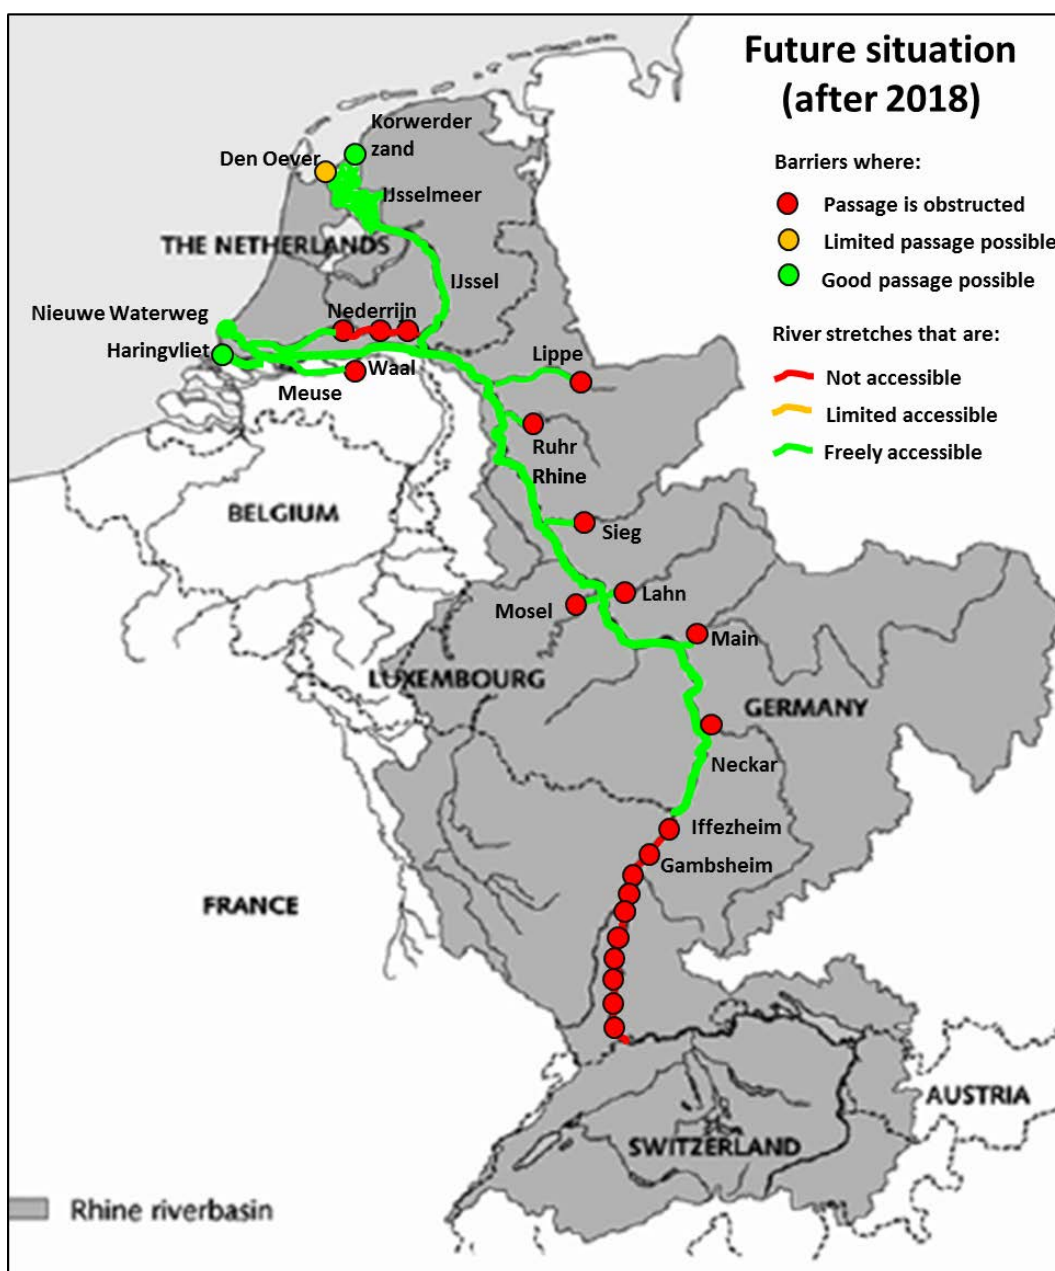 Future situation
(after 2018)
Barriers where:
Passage is obstructed
Limited passage possible
Good passage possible
River stretches that are:
Not accessible
Limited accessible
Freely accessible
Korwerder
zand
Den Oever
IJsselmeer
THE NETHERLANDS
IJssel
Nieuwe Waterweg
Nederrijn
Haringvliet
Waal
Meuse
Lippe
Ruhr
Rhine
BELGIUM
Sieg
Lahn
Mosel
Main
LUXEMBOURG
GERMANY
Neckar
Iffezheim
Gambsheim
FRANCE
AUSTRIA
SWITZERLAND
Rhine riverbasin